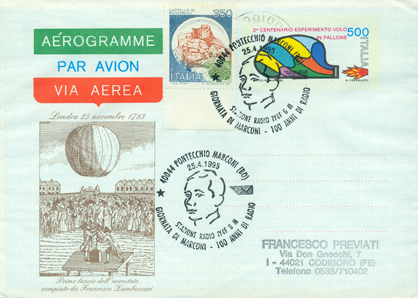 AÉROGRAMME
PAR AVION
VIA AEREA
Londra 25 novembre 1783
Primo lancio dell'aerostato
compiuto da Francesco Zambeccari
ITALIA
2° CENTENARIO ESPERIMENTO VOLO
IN PALLONE
500
ITALIA
40044 PONTECCHIO MARCONI (BO)
25.4.1995
STAZIONE RADIO
GIORNATA DI MARCONI - 100 ANNI DI RADIO
40044 PONTECCHIO MARCONI (BO)
25.4.1995
STAZIONE RADIO
GIORNATA DI MARCONI - 100 ANNI DI RADIO
FRANCESCO PREVIATI
Via Don Gnocchi, 7
I - 44021 CODIGORO (FE)
Telefono 0533/710402